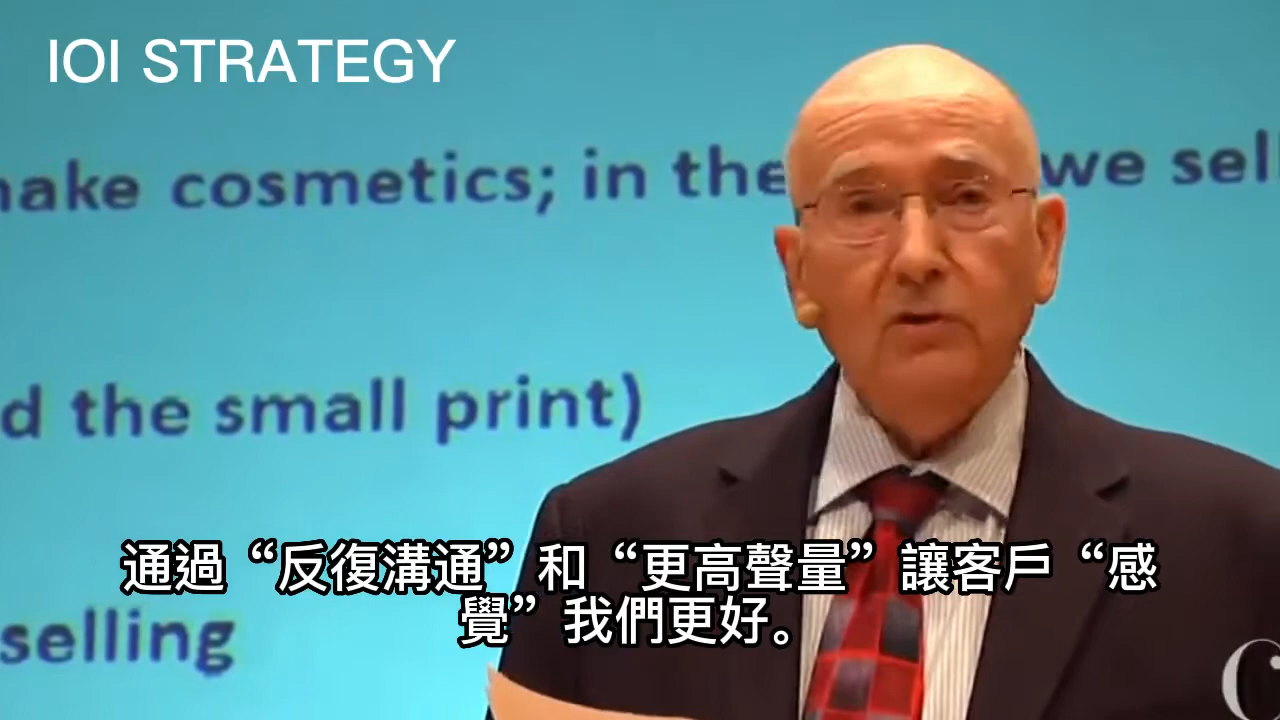 IOI STRATEGY
make cosmetics; in the we sell
d the small print)
通過“反復溝通”和“更高聲量”讓客戶“感
覺”我們更好。
selling
C